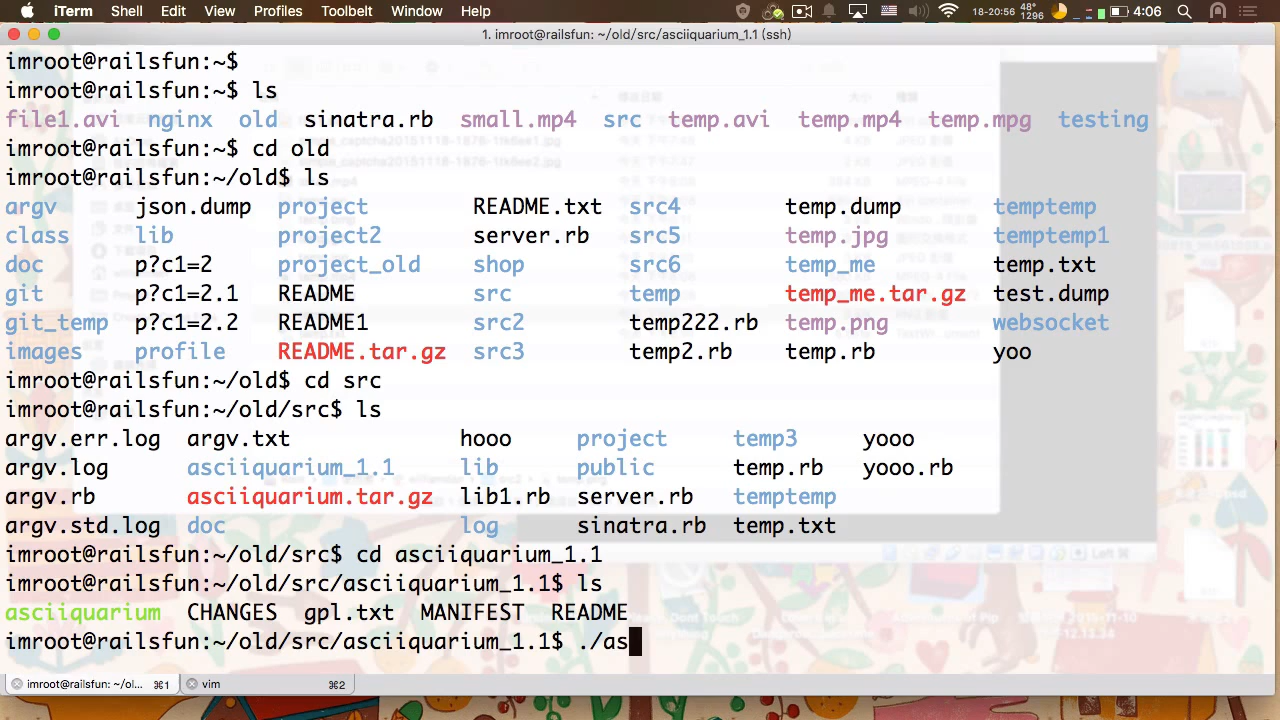 iTerm Shell Edit View Profiles Toolbelt Window Help 18-20:56 48° 1296 4:06
1. imroot@railsfun: ~/old/src/asciiquarium_1.1 (ssh)
imroot@railsfun:~$
imroot@railsfun:~$ ls
file1.avi nginx old sinatra.rb small.mp4 src temp.avi temp.mp4 temp.mpg testing
imroot@railsfun:~$ cd old
imroot@railsfun:~/old$ ls
argv json.dump project README.txt src4 temp.dump temptemp
class lib project2 server.rb src5 temp.jpg temptemp1
doc p?c1=2 project_old shop src6 temp_me temp.txt
git p?c1=2.1 README src temp temp_me.tar.gz test.dump
git_temp p?c1=2.2 README1 src2 temp222.rb temp.png websocket
images profile README.tar.gz src3 temp2.rb temp.rb yoo
imroot@railsfun:~/old$ cd src
imroot@railsfun:~/old/src$ ls
argv.err.log argv.txt hooo project temp3 yooo
argv.log asciiquarium_1.1 lib public temp.rb yooo.rb
argv.rb asciiquarium.tar.gz lib1.rb server.rb temptemp
argv.std.log doc log sinatra.rb temp.txt
imroot@railsfun:~/old/src$ cd asciiquarium_1.1
imroot@railsfun:~/old/src/asciiquarium_1.1$ ls
asciiquarium CHANGES gpl.txt MANIFEST README
imroot@railsfun:~/old/src/asciiquarium_1.1$ ./as
imroot@railsfun: ~/ol... ⌘1 vim ⌘2